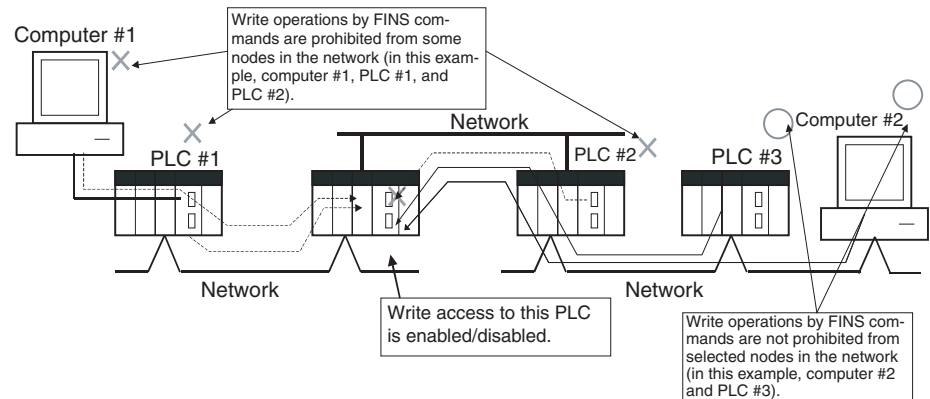 Write operations by FINS com-
mands are prohibited from some
nodes in the network (in this exam-
ple, computer #1, PLC #1, and
PLC #2).
Computer #1
Network
Computer #2
PLC #1
PLC #2
PLC #3
Network
Network
Write access to this PLC
is enabled/disabled.
Write operations by FINS com-
mands are not prohibited from
selected nodes in the network
(in this example, computer #2
and PLC #3).